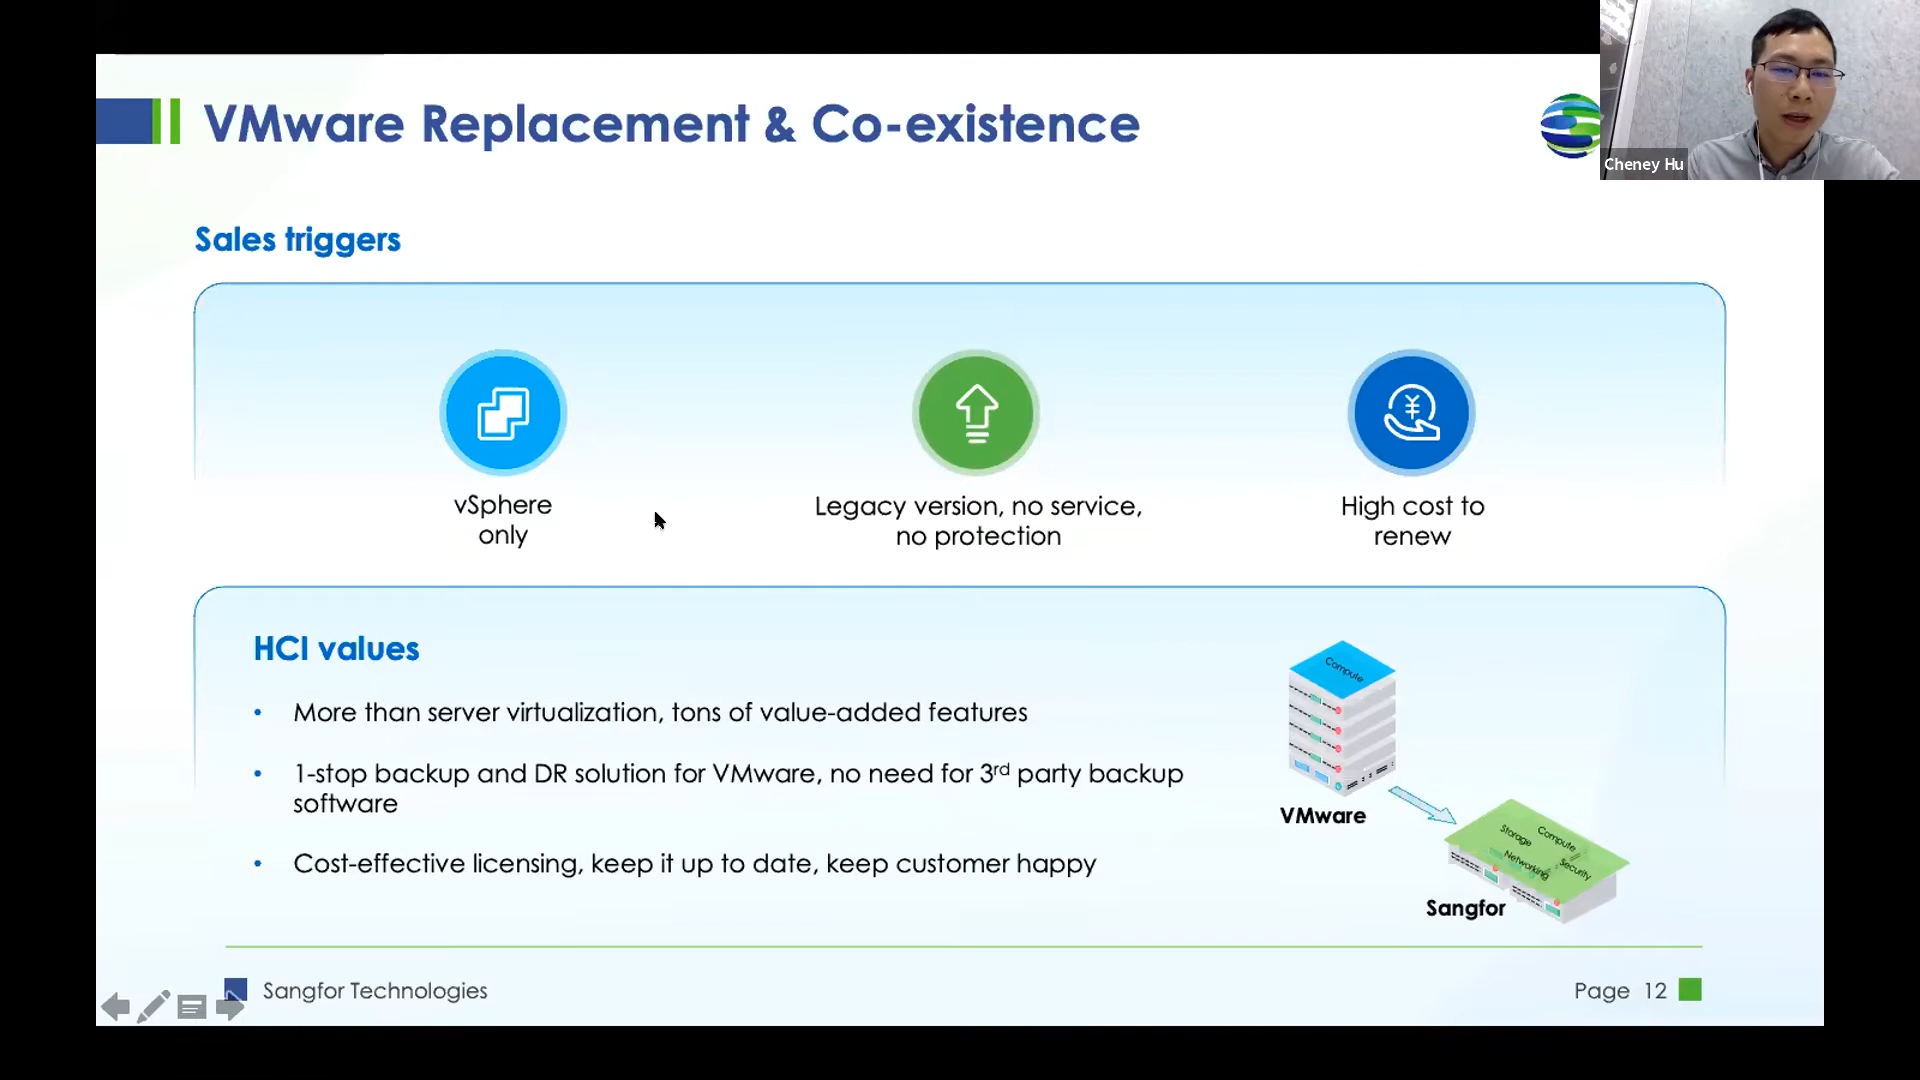 VMware Replacement & Co-existence
Cheney Hu
Sales triggers
vSphere
only
Legacy version, no service,
no protection
High cost to
renew
HCI values
• More than server virtualization, tons of value-added features
• 1-stop backup and DR solution for VMware, no need for 3rd party backup
software
• Cost-effective licensing, keep it up to date, keep customer happy
Compute
VMware
Storage
Compute
Networking
Security
Sangfor
Sangfor Technologies
Page 12